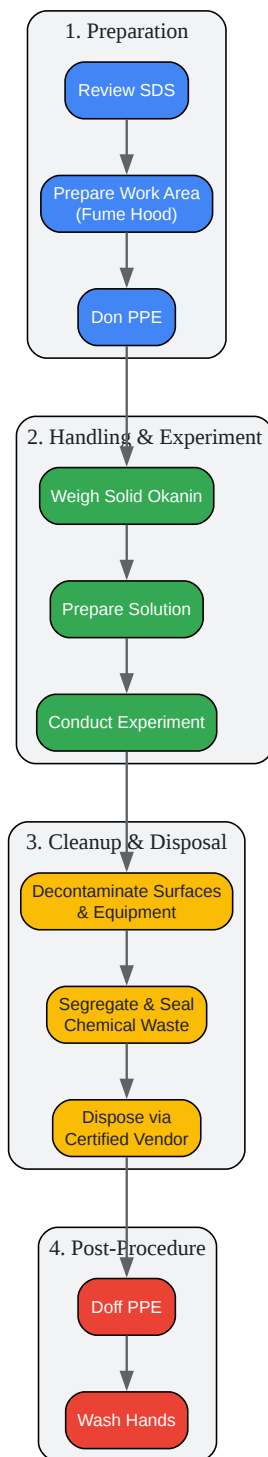 1. Preparation
Review SDS
Prepare Work Area
(Fume Hood)
Don PPE
2. Handling & Experiment
Weigh Solid Okanin
Prepare Solution
Conduct Experiment
3. Cleanup & Disposal
Decontaminate Surfaces
& Equipment
Segregate & Seal
Chemical Waste
Dispose via
Certified Vendor
4. Post-Procedure
Doff PPE
Wash Hands